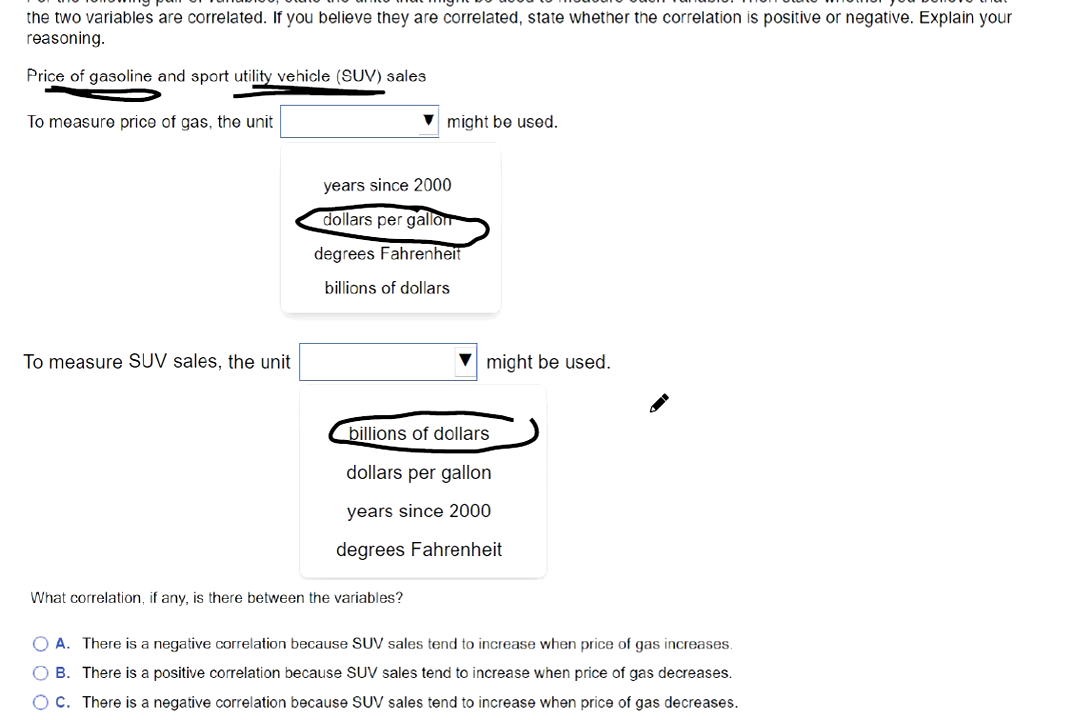 the two variables are correlated. If you believe they are correlated, state whether the correlation is positive or negative. Explain your
reasoning.
Price of gasoline and sport utility vehicle (SUV) sales
To measure price of gas, the unit ▼ might be used.
years since 2000
dollars per gallon
degrees Fahrenheit
billions of dollars
To measure SUV sales, the unit ▼ might be used.
billions of dollars
dollars per gallon
years since 2000
degrees Fahrenheit
What correlation, if any, is there between the variables?
A. There is a negative correlation because SUV sales tend to increase when price of gas increases.
B. There is a positive correlation because SUV sales tend to increase when price of gas decreases.
C. There is a negative correlation because SUV sales tend to increase when price of gas decreases.